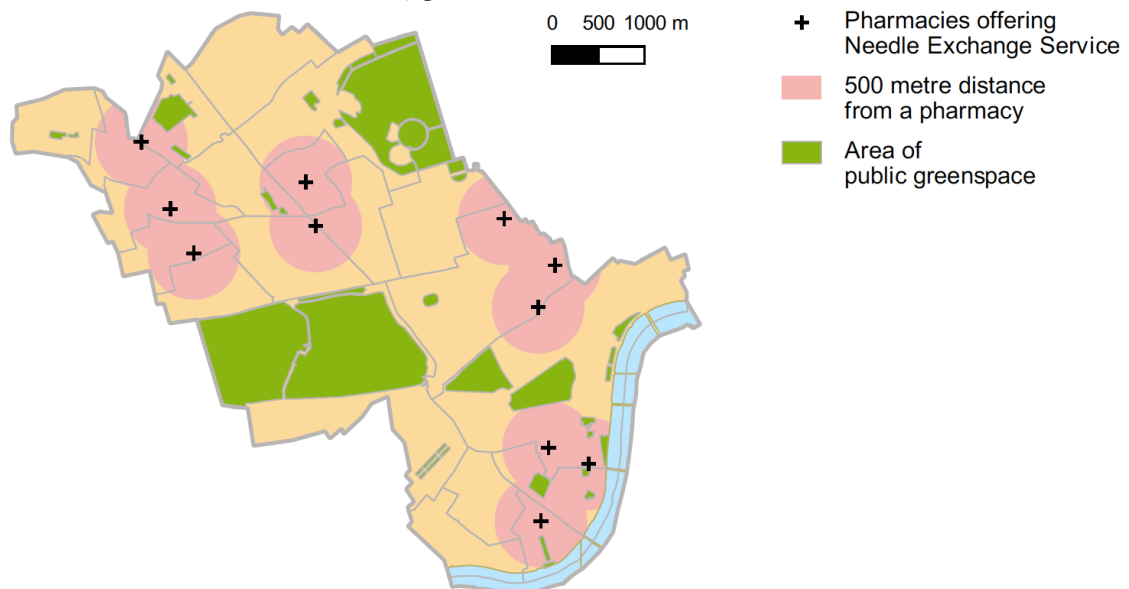 0 500 1000 m
Pharmacies offering
Needle Exchange Service
500 metre distance
from a pharmacy
Area of
public greenspace